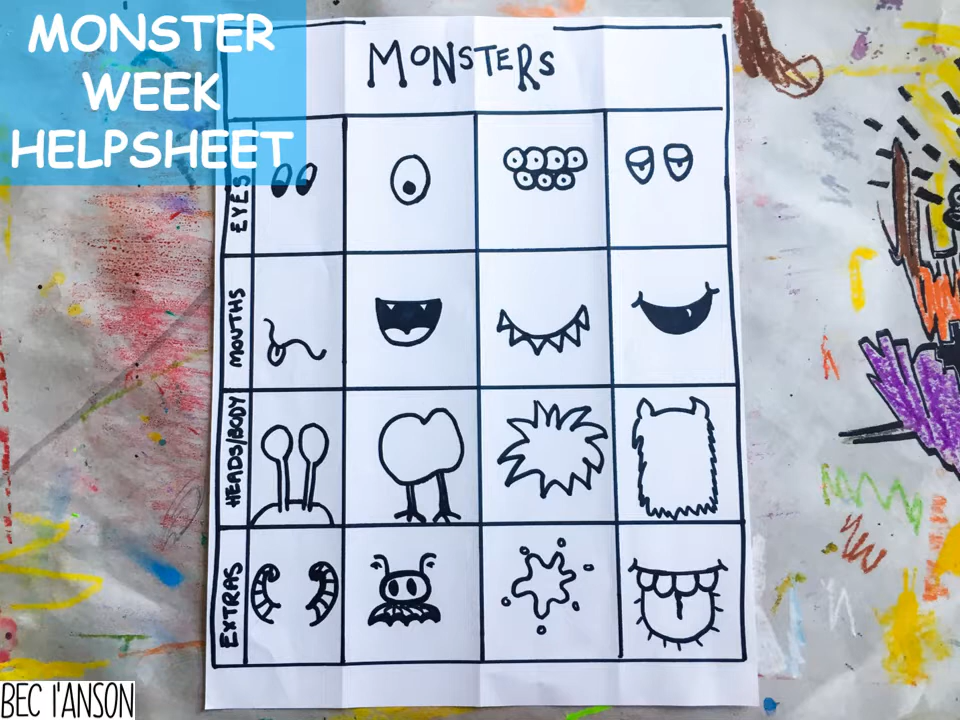 MONSTER
WEEK
HELPSHEET
MONSTERS
EYES
MOUTHS
HEADS/BODY
EXTRAS
BEC I'ANSON